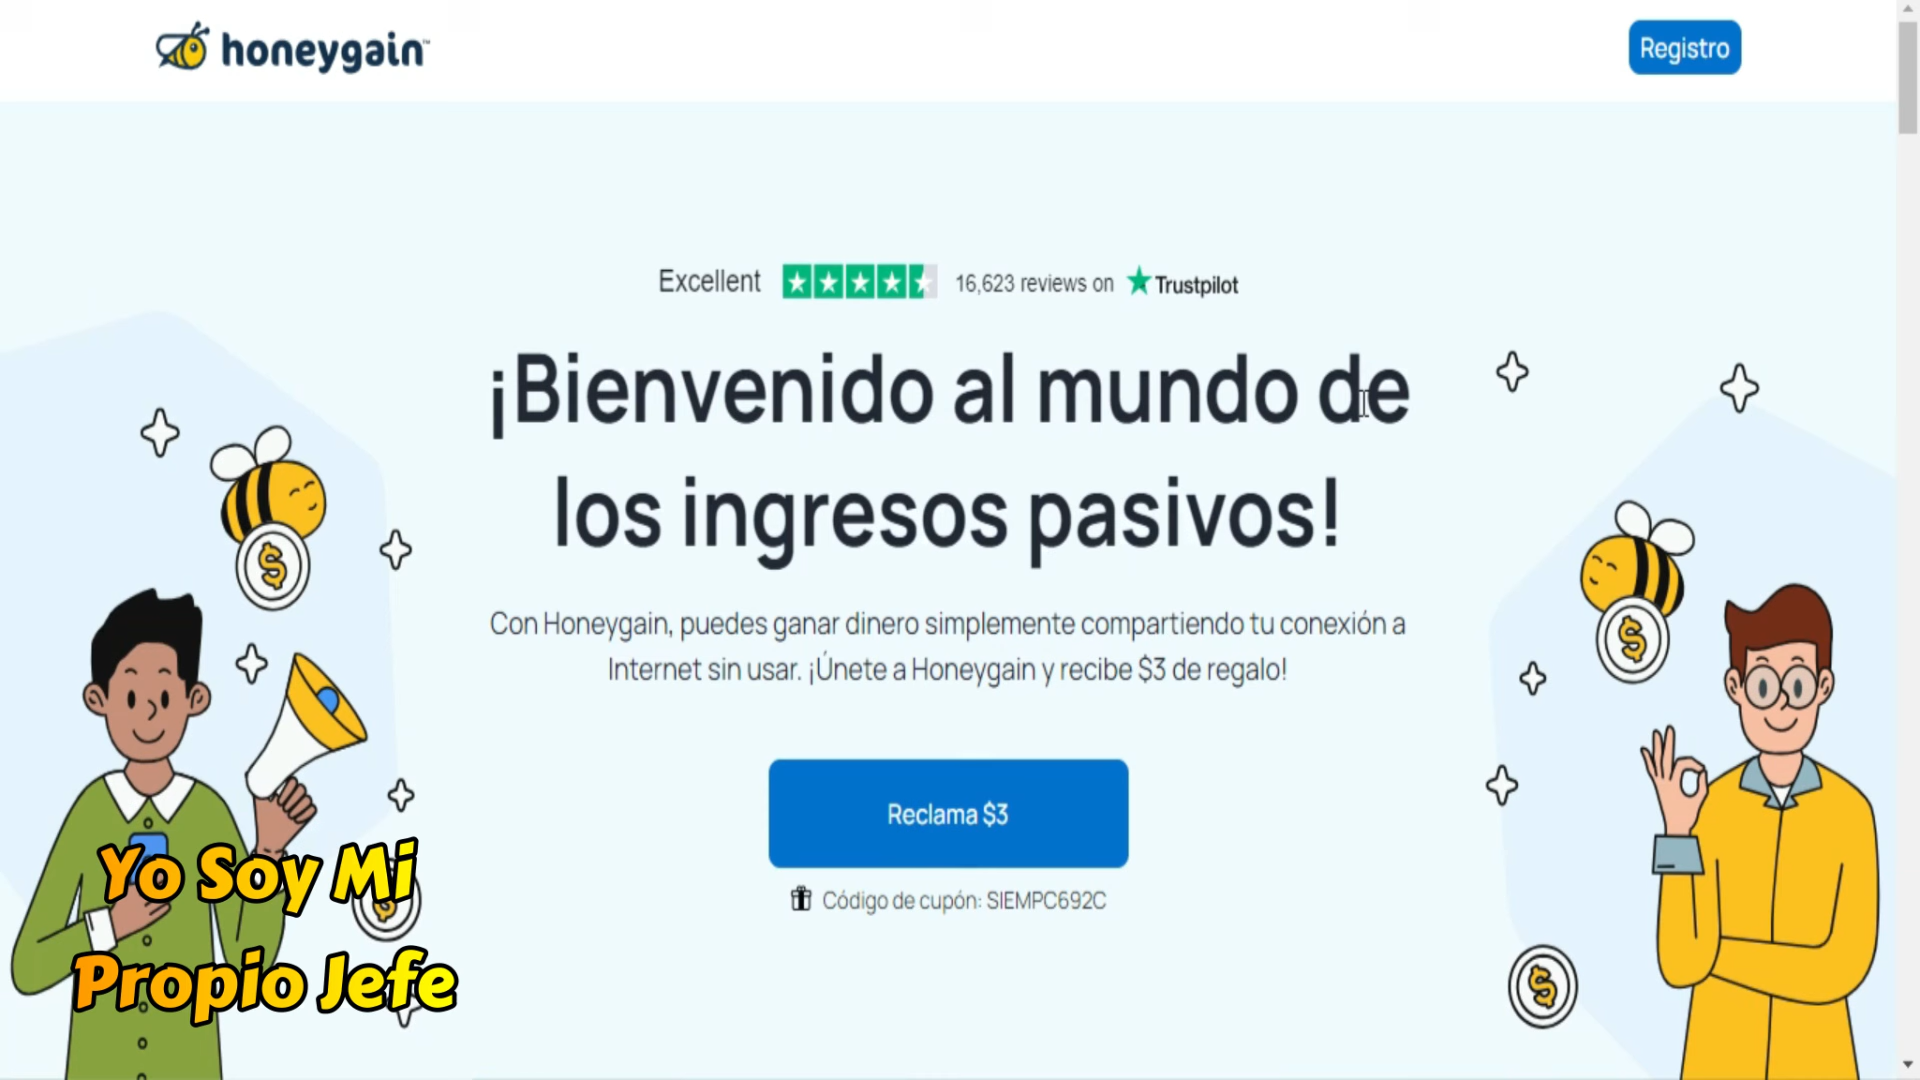 honeygain™
Registro
Excellent 16,623 reviews on Trustpilot
¡Bienvenido al mundo de
los ingresos pasivos!
Con Honeygain, puedes ganar dinero simplemente compartiendo tu conexión a
Internet sin usar. ¡Únete a Honeygain y recibe $3 de regalo!
Reclama $3
Código de cupón: SIEMPC692C
$
$
$
$
Yo Soy Mi
Propio Jefe